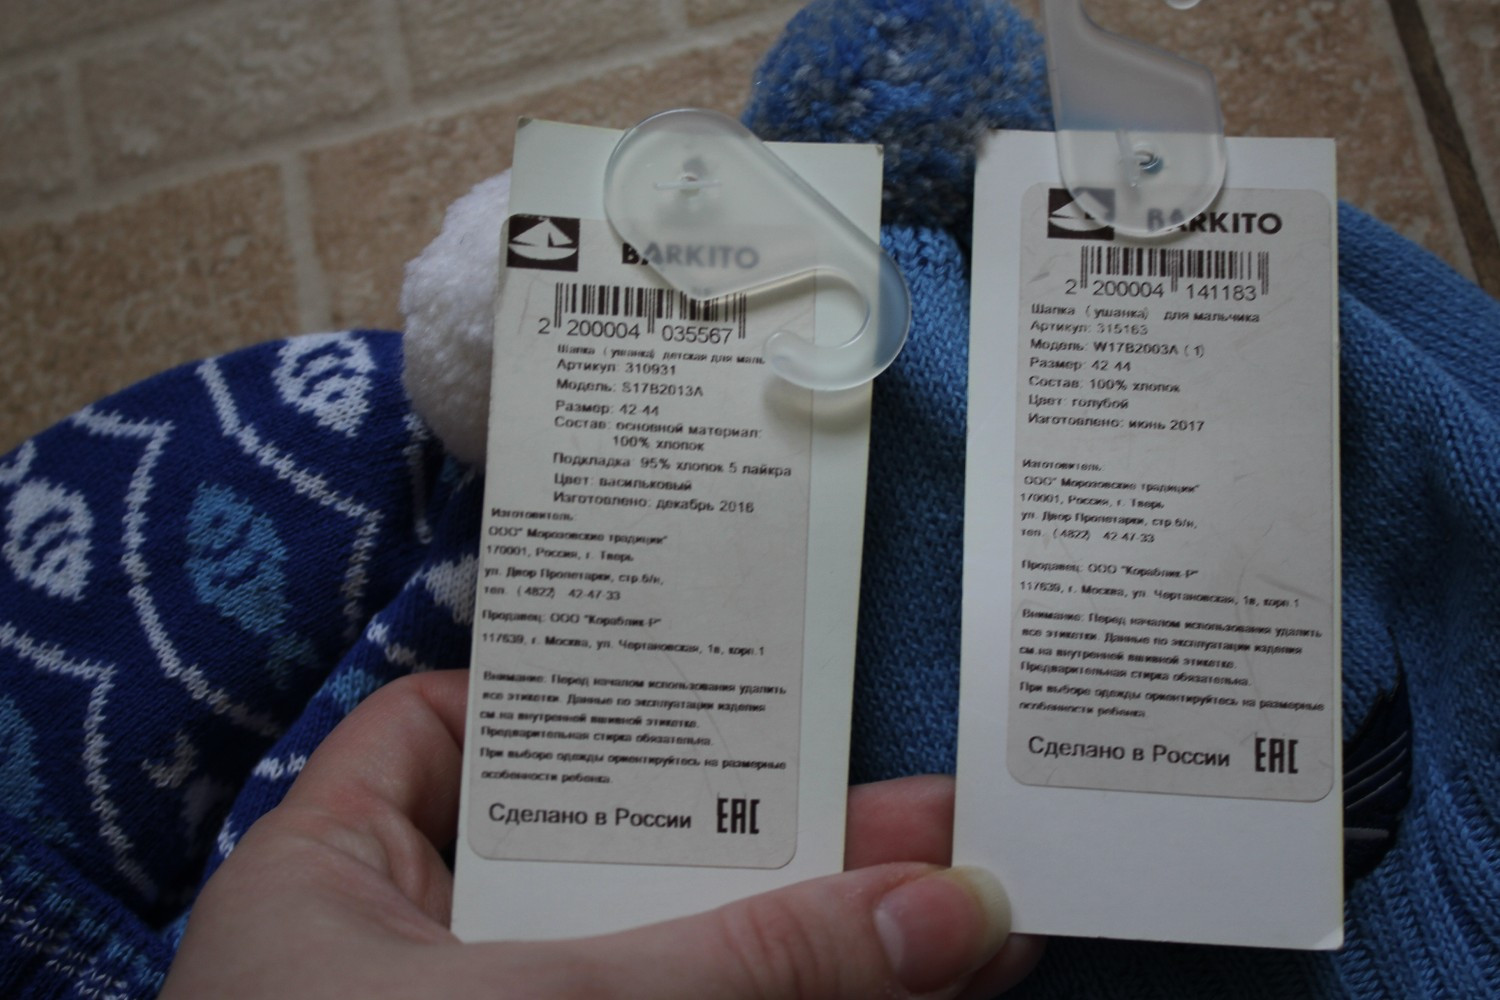 BARKITO
2 200004 035567
Шапка (ушанка) детская для маль
Артикул: 310931
Модель: S17B2013A
Размер: 42-44
Состав: основной материал:
100% хлопок
Подкладка: 95% хлопок 5 лайкра
Цвет: васильковый
Изготовлено: декабрь 2016
Изготовитель:
ООО" Морозовские традиции"
170001, Россия, г. Тверь
ул. Двор Пролетарки, стр.б/н,
тел. (4822) 42-47-33
Продавец: ООО "Кораблик-Р"
117639, г. Москва, ул. Чертановская, 1в, корп.1
Внимание: Перед началом использования удалить
все этикетки. Данные по эксплуатации изделия
см.на внутренней вшивной этикетке.
Предварительная стирка обязательна.
При выборе одежды ориентируйтесь на размерные
особенности ребенка.
Сделано в России EAC
BARKITO
2 200004 141183
Шапка (ушанка) для мальчика
Артикул: 315163
Модель: W17B2003A (1)
Размер: 42-44
Состав: 100% хлопок
Цвет: голубой
Изготовлено: июнь 2017
Изготовитель:
ООО" Морозовские традиции"
170001, Россия, г. Тверь
ул. Двор Пролетарки, стр.б/н,
тел. (4822) 42-47-33
Продавец: ООО "Кораблик-Р"
117639, г. Москва, ул. Чертановская, 1в, корп.1
Внимание: Перед началом использования удалить
все этикетки. Данные по эксплуатации изделия
см.на внутренней вшивной этикетке.
Предварительная стирка обязательна.
При выборе одежды ориентируйтесь на размерные
особенности ребенка.
Сделано в России EAC